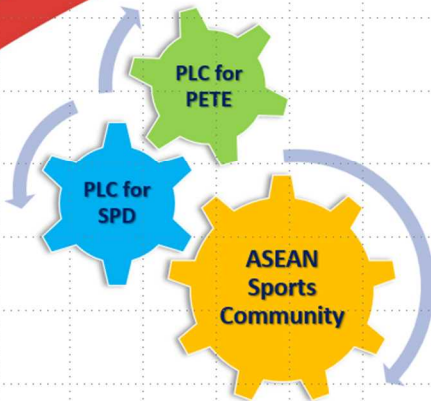 PLC for
PETE
PLC for
SPD
ASEAN
Sports
Community